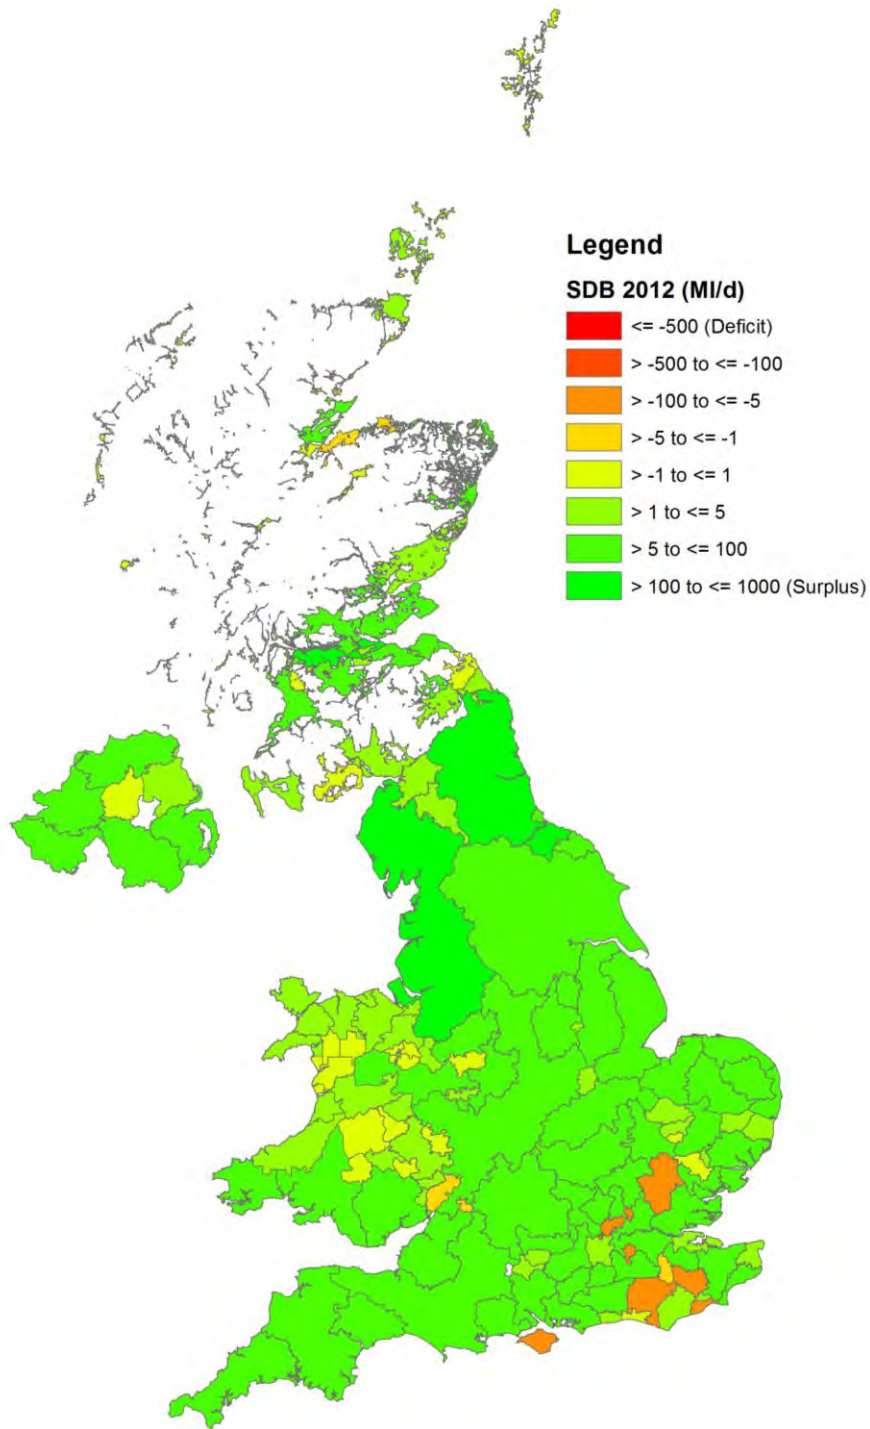 Legend
SDB 2012 (Ml/d)
<= -500 (Deficit)
> -500 to <= -100
> -100 to <= -5
> -5 to <= -1
> -1 to <= 1
> 1 to <= 5
> 5 to <= 100
> 100 to <= 1000 (Surplus)